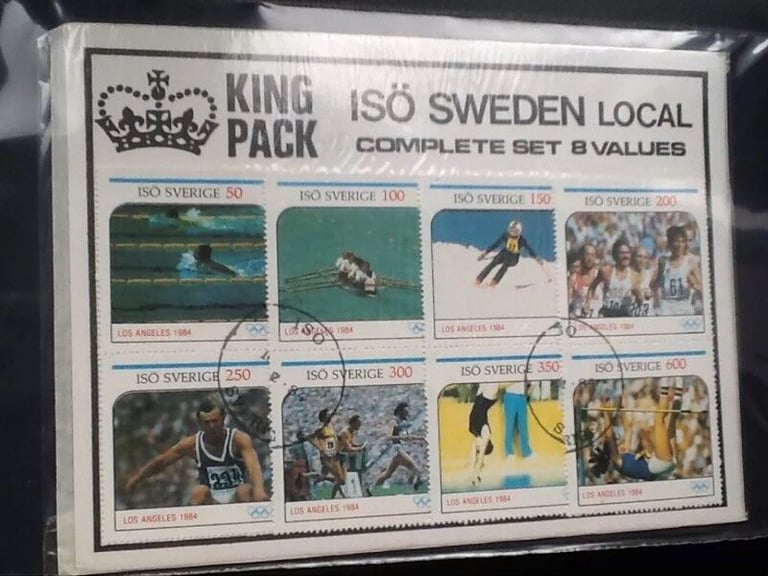 KING PACK
ISÖ SWEDEN LOCAL
COMPLETE SET 8 VALUES
ISÖ SVERIGE 50
ISÖ SVERIGE 100
ISÖ SVERIGE 150
ISÖ SVERIGE 200
61
LOS ANGELES 1984
LOS ANGELES 1984
LOS ANGELES 1984
LOS ANGELES 1984
ISÖ
ISÖ SVERIGE 250
ISÖ SVERIGE 300
ISÖ SVERIGE 350
ISÖ SVERIGE 600
LOS ANGELES 1984
LOS ANGELES 1984
LOS ANGELES 1984
LOS ANGELES 1984